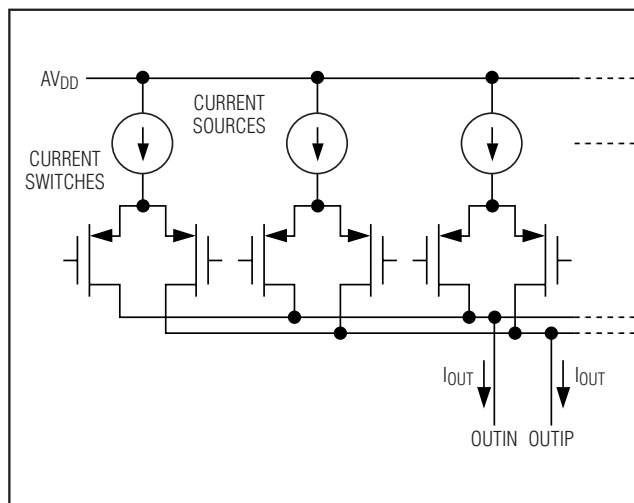 AVDD
CURRENT
SOURCES
CURRENT
SWITCHES
IOUT
IOUT
OUTIN OUTIP